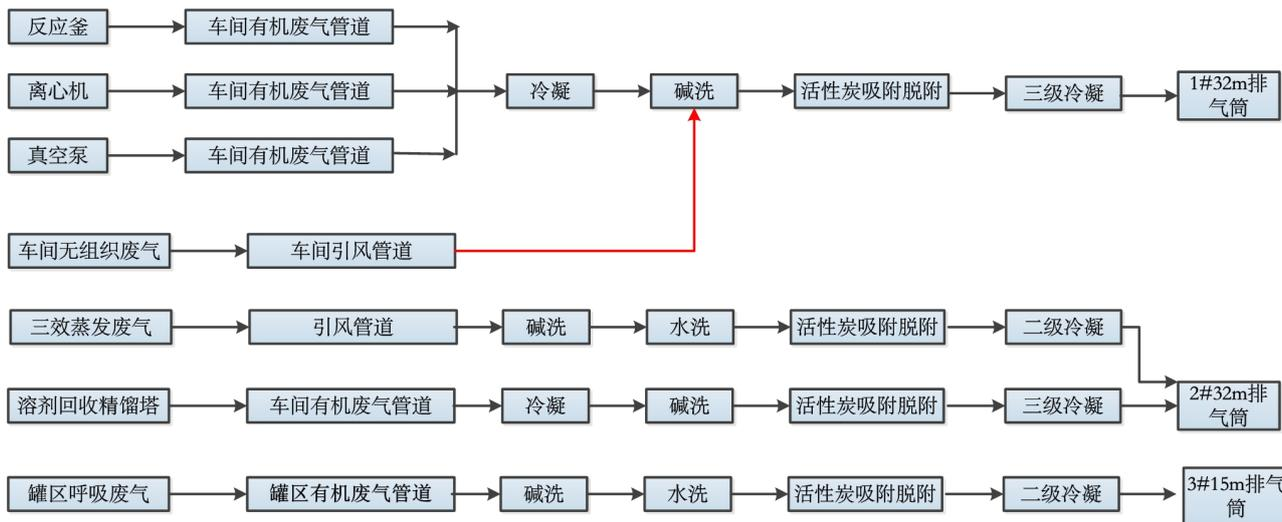 反应釜
车间有机废气管道
离心机
车间有机废气管道
冷凝
碱洗
活性炭吸附脱附
三级冷凝
1#32m排
气筒
真空泵
车间有机废气管道
车间无组织废气
车间引风管道
三效蒸发废气
引风管道
碱洗
水洗
活性炭吸附脱附
二级冷凝
溶剂回收精馏塔
车间有机废气管道
冷凝
碱洗
活性炭吸附脱附
三级冷凝
2#32m排
气筒
罐区呼吸废气
罐区有机废气管道
碱洗
水洗
活性炭吸附脱附
二级冷凝
3#15m排气
筒